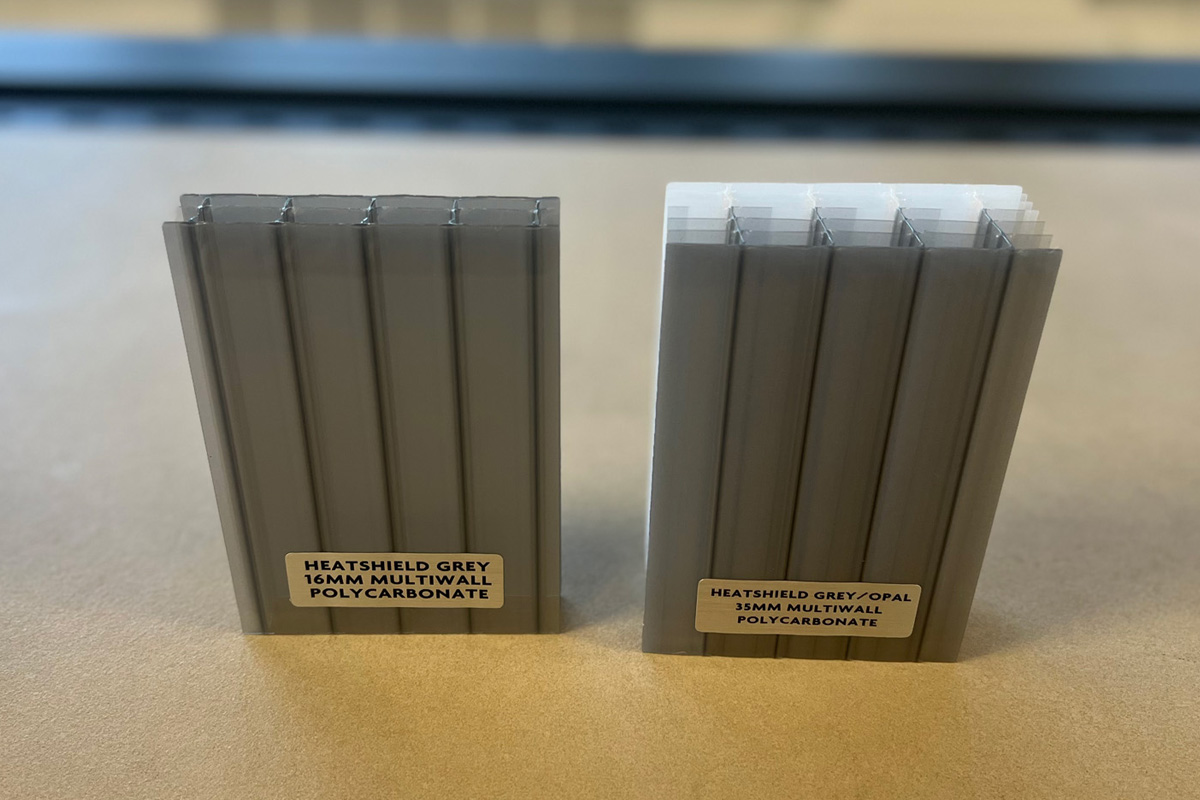 HEATSHIELD GREY
16MM MULTIWALL
POLYCARBONATE
HEATSHIELD GREY/OPAL
35MM MULTIWALL
POLYCARBONATE